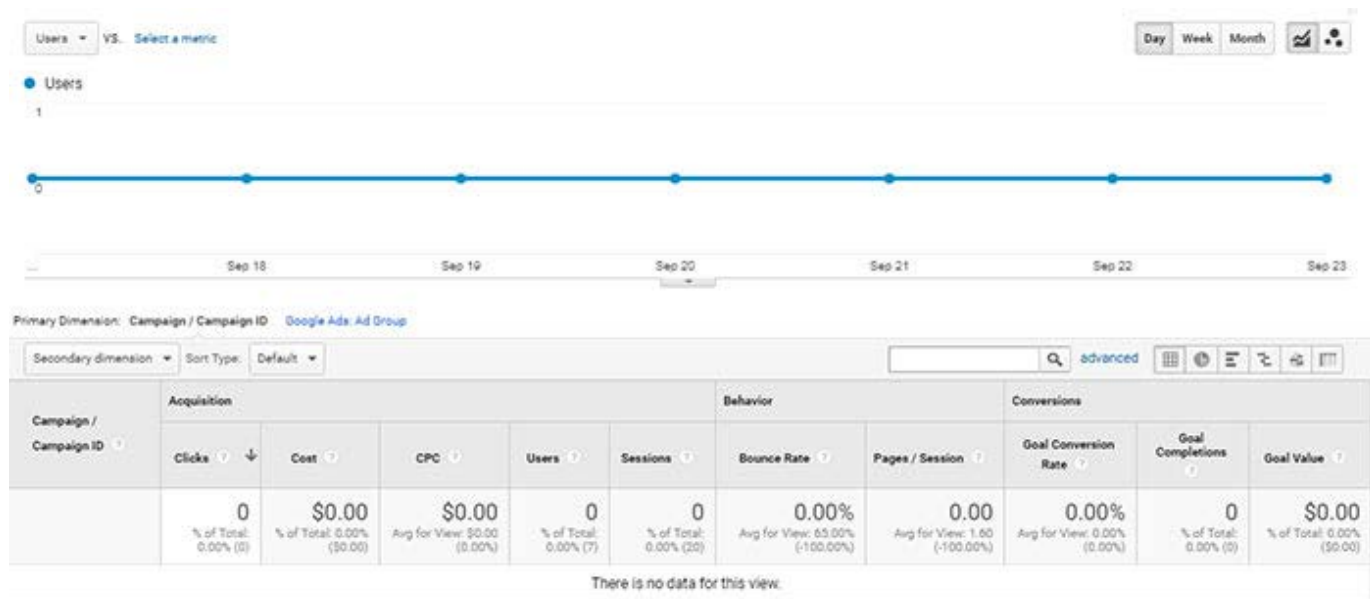 Users VS. Select a metric Day Week Month
Users
1
0
... Sep 18 Sep 19 Sep 20 Sep 21 Sep 22 Sep 23
Primary Dimension: Campaign / Campaign ID Google Ads: Ad Group
Secondary dimension Sort Type: Default advanced
Campaign /
Campaign ID ?
Acquisition Behavior Conversions
Clicks ? Cost ? CPC ? Users ? Sessions ? Bounce Rate ? Pages / Session ? Goal Conversion
Rate ? Goal
Completions
? Goal Value ?
0 $0.00 $0.00 0 0 0.00% 0.00 0.00% 0 $0.00
% of Total: % of Total: 0.00% Avg for View: $0.00 % of Total: % of Total: Avg for View: 65.00% Avg for View: 1.60 Avg for View: 0.00% % of Total: % of Total: 0.00%
0.00% (0) ($0.00) (0.00%) 0.00% (7) 0.00% (20) (-100.00%) (-100.00%) (0.00%) 0.00% (0) ($0.00)
There is no data for this view.